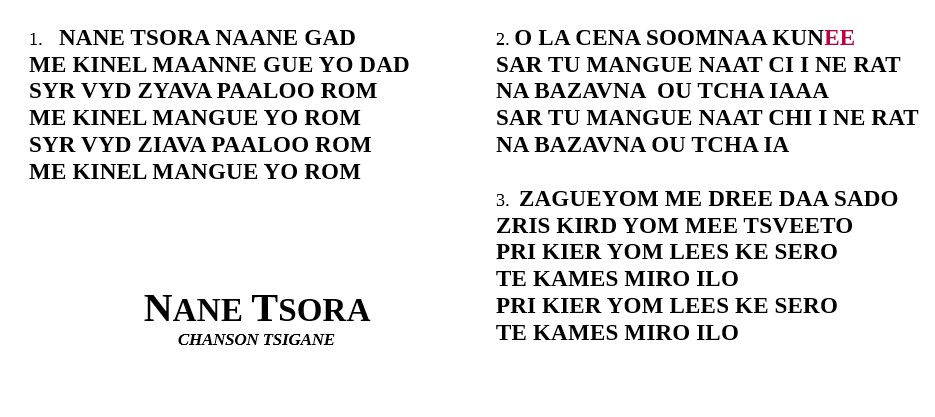 1. NANE TSORA NAANE GAD
ME KINEL MAANNE GUE YO DAD
SYR VYD ZYAVA PAALOO ROM
ME KINEL MANGUE YO ROM
SYR VYD ZIAVA PAALOO ROM
ME KINEL MANGUE YO ROM
NANE TSORA
CHANSON TSIGANE
2. O LA CENA SOOMNAA KUNEE
SAR TU MANGUE NAAT CI I NE RAT
NA BAZAVNA OU TCHA IAAA
SAR TU MANGUE NAAT CHI I NE RAT
NA BAZAVNA OU TCHA IA
3. ZAGUEYOM ME DREE DAA SADO
ZRIS KIRD YOM MEE TSVEETO
PRI KIER YOM LEES KE SERO
TE KAMES MIRO ILO
PRI KIER YOM LEES KE SERO
TE KAMES MIRO ILO